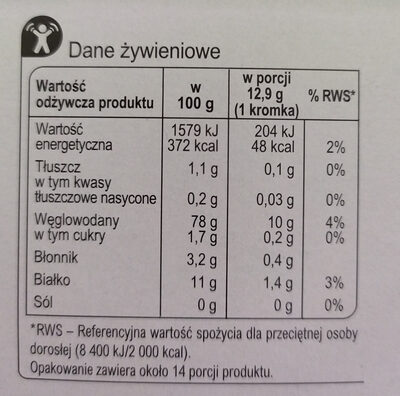 Dane żywieniowe
Wartość odżywcza produktu | w 100 g | w porcji 12,9 g (1 kromka) | % RWS*
Wartość 1579 kJ 204 kJ
energetyczna 372 kcal 48 kcal 2%
Tłuszcz 1,1 g 0,1 g 0%
w tym kwasy
tłuszczowe nasycone 0,2 g 0,03 g 0%
Węglowodany 78 g 10 g 4%
w tym cukry 1,7 g 0,2 g 0%
Błonnik 3,2 g 0,4 g
Białko 11 g 1,4 g 3%
Sól 0 g 0 g 0%
*RWS – Referencyjna wartość spożycia dla przeciętnej osoby
dorosłej (8 400 kJ/2 000 kcal).
Opakowanie zawiera około 14 porcji produktu.